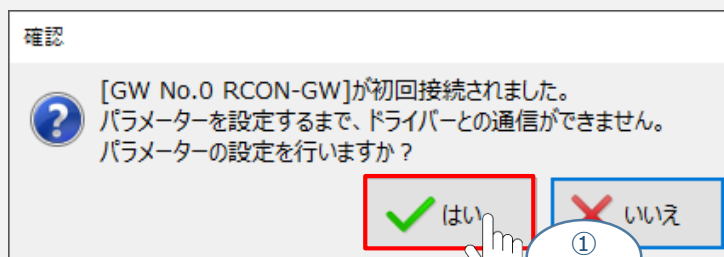 確認
[GW No.0 RCON-GW]が初回接続されました。
パラメーターを設定するまで、ドライバーとの通信ができません。
パラメーターの設定を行いますか？
はい いいえ
①